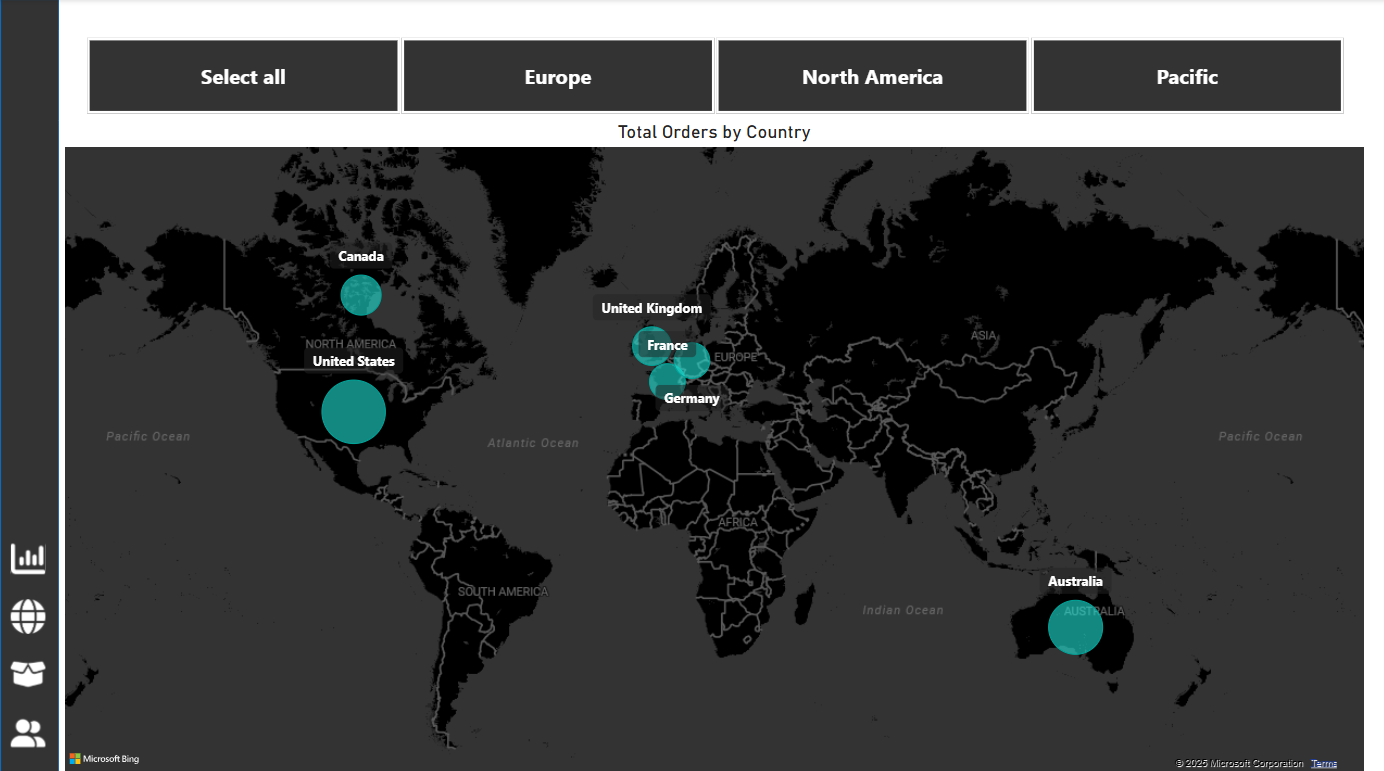 Select all
Europe
North America
Pacific
Total Orders by Country
Canada
United Kingdom
NORTH AMERICA
France
ASIA
EUROPE
United States
Germany
Pacific Ocean
Atlantic Ocean
Pacific Ocean
AFRICA
Australia
SOUTH AMERICA
Indian Ocean
AUSTRALIA
Microsoft Bing
© 2025 Microsoft Corporation Terms